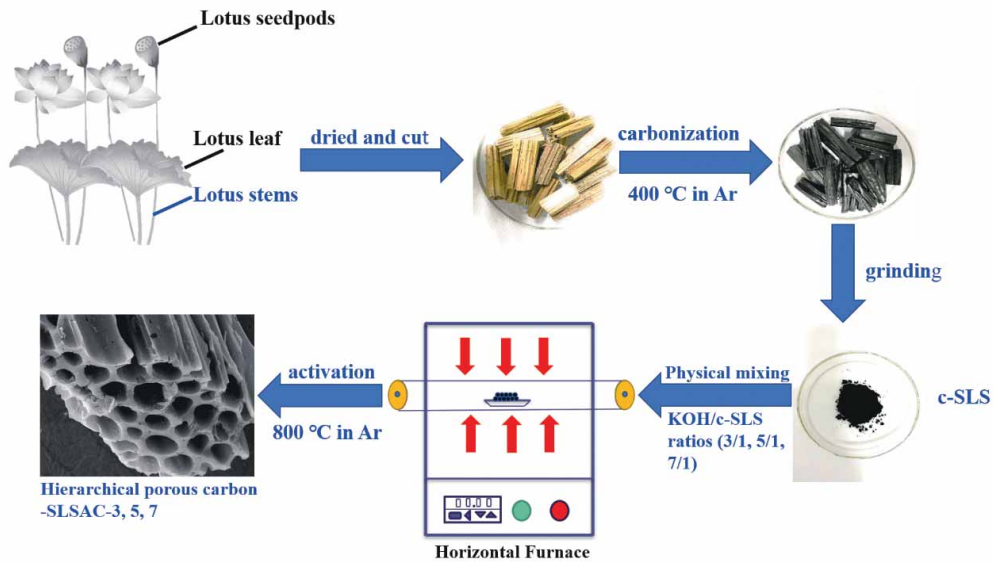 Lotus seedpods
Lotus leaf
Lotus stems
dried and cut
carbonization
400 °C in Ar
grinding
c-SLS
Physical mixing
KOH/c-SLS
ratios (3/1, 5/1,
7/1)
activation
800 °C in Ar
Hierarchical porous carbon
-SLSAC-3, 5, 7
00.00
Horizontal Furnace